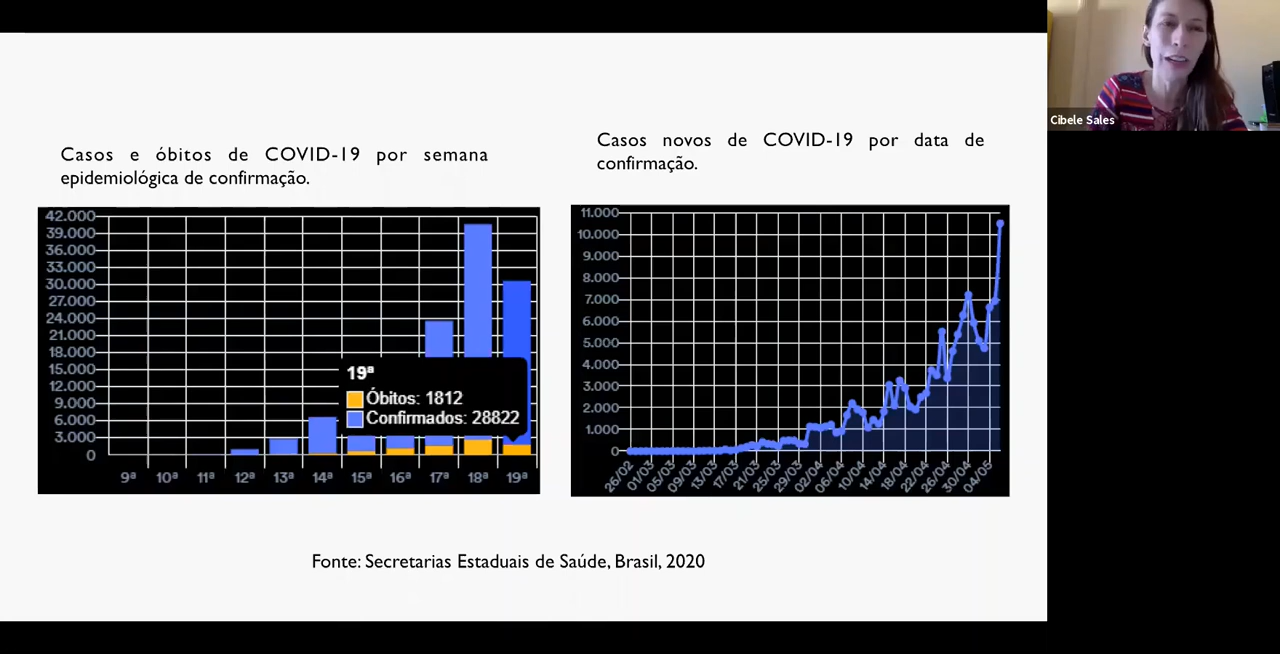 Cibele Sales
Casos e óbitos de COVID-19 por semana
epidemiológica de confirmação.
Casos novos de COVID-19 por data de
confirmação.
42.000
39.000
36.000
33.000
30.000
27.000
24.000
21.000
18.000
15.000
12.000
9.000
6.000
3.000
0
19ª
Óbitos: 1812
Confirmados: 28822
9ª 10ª 11ª 12ª 13ª 14ª 15ª 16ª 17ª 18ª 19ª
11.000
10.000
9.000
8.000
7.000
6.000
5.000
4.000
3.000
2.000
1.000
0
26/02 01/03 05/03 09/03 13/03 17/03 21/03 25/03 29/03 02/04 06/04 10/04 14/04 18/04 22/04 26/04 30/04 04/05
Fonte: Secretarias Estaduais de Saúde, Brasil, 2020